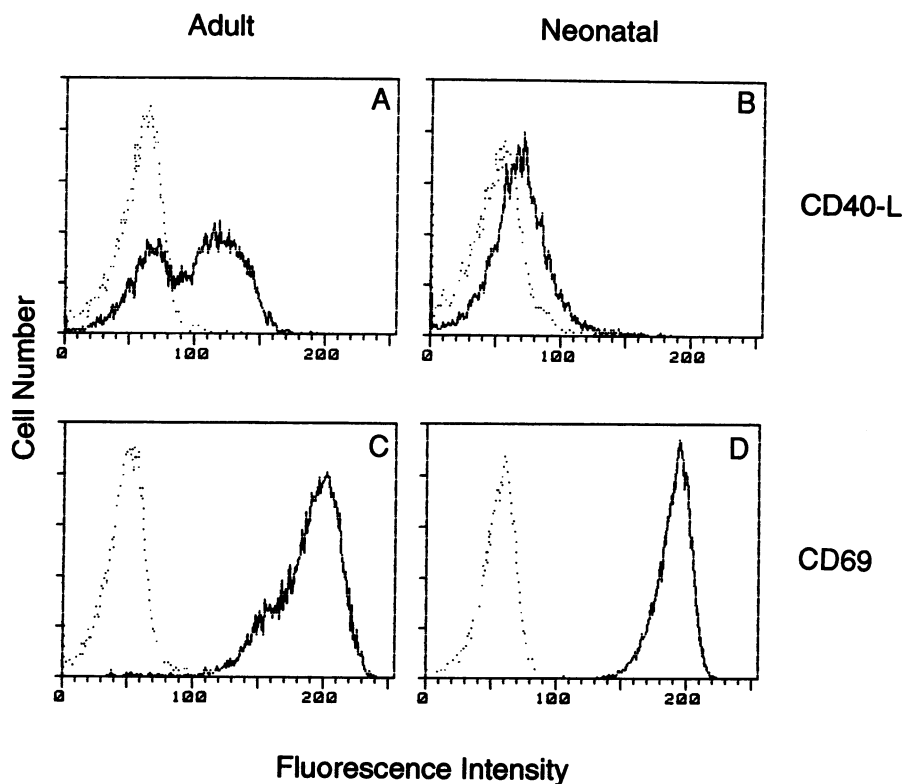 Adult Neonatal
A B
CD40-L
0 100 200 0 100 200
Cell Number
C D
CD69
0 100 200 0 100 200
Fluorescence Intensity